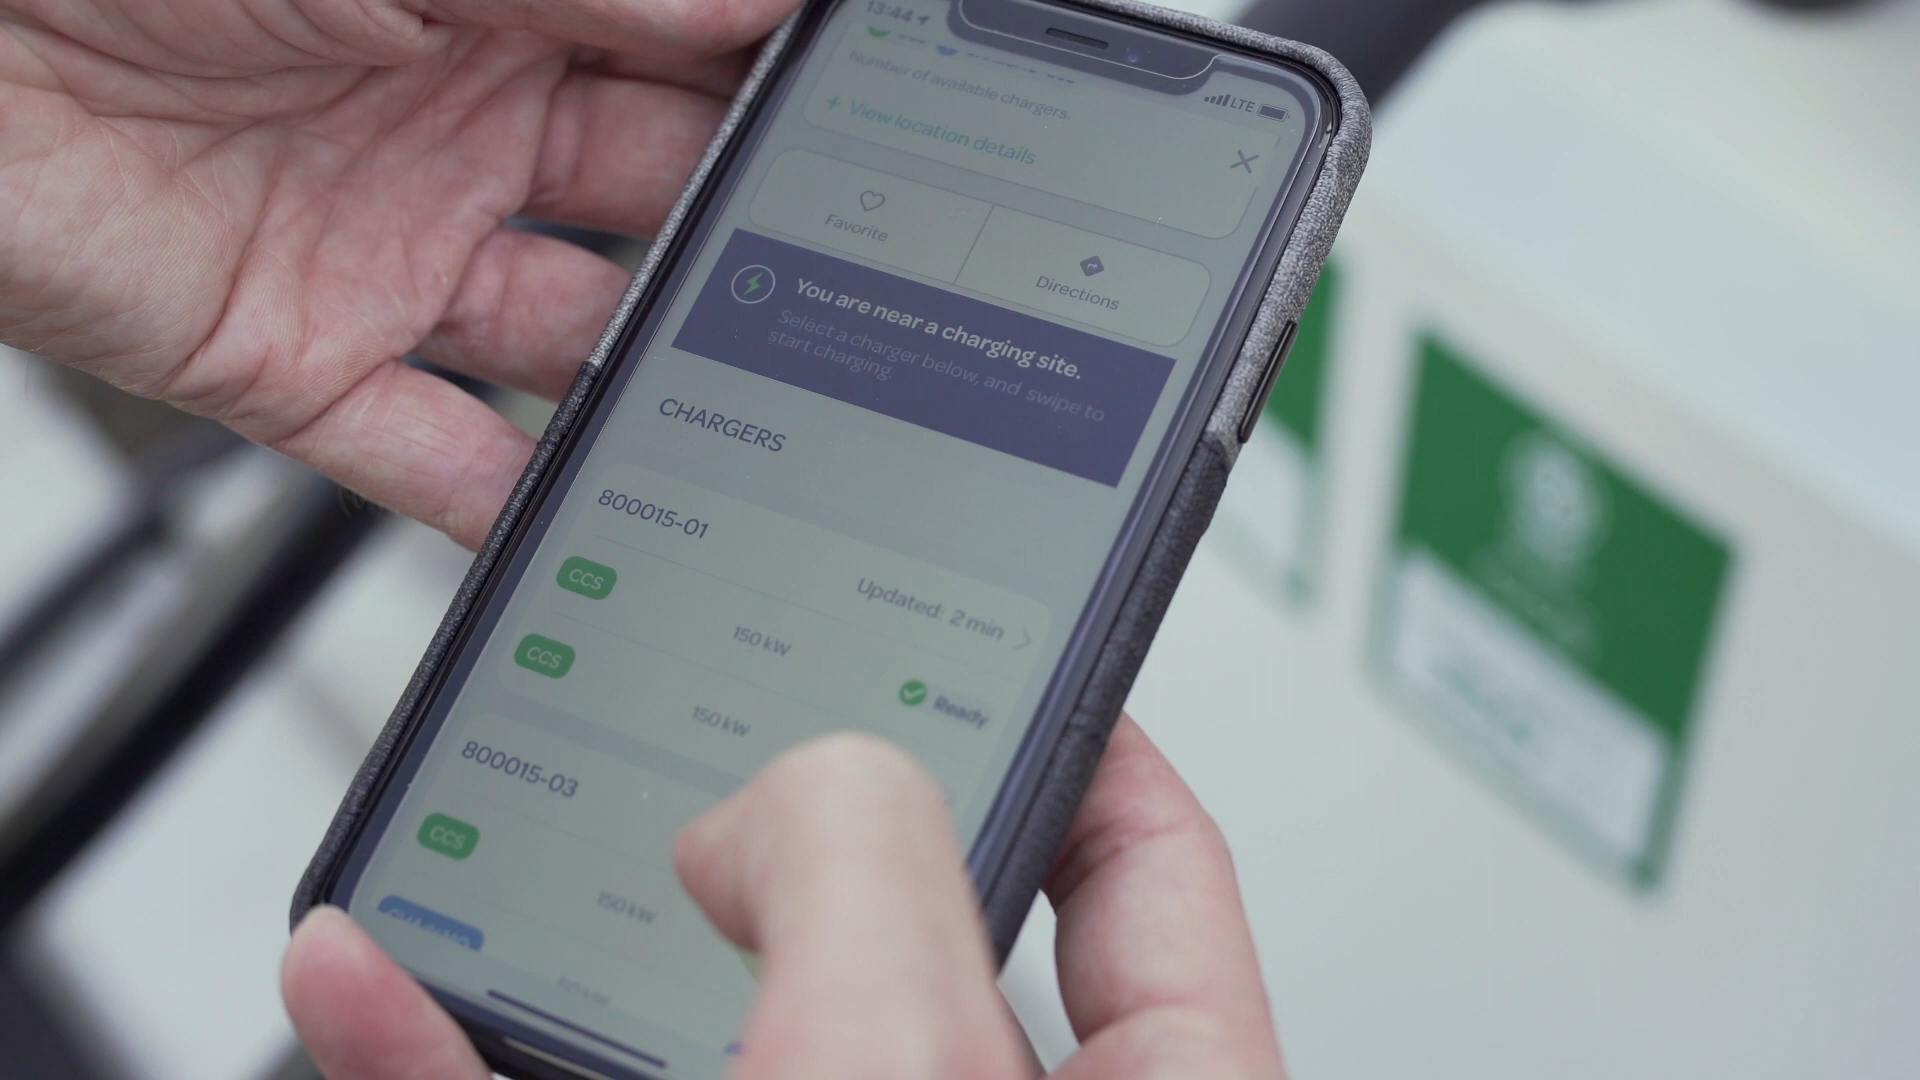 13:44
LTE
Number of available chargers.
+ View location details
Favorite
Directions
You are near a charging site.
Select a charger below, and swipe to
start charging.
CHARGERS
800015-01
Updated: 2 min
CCS
150 kW
Ready
CCS
150 kW
800015-03
CCS
150 kW